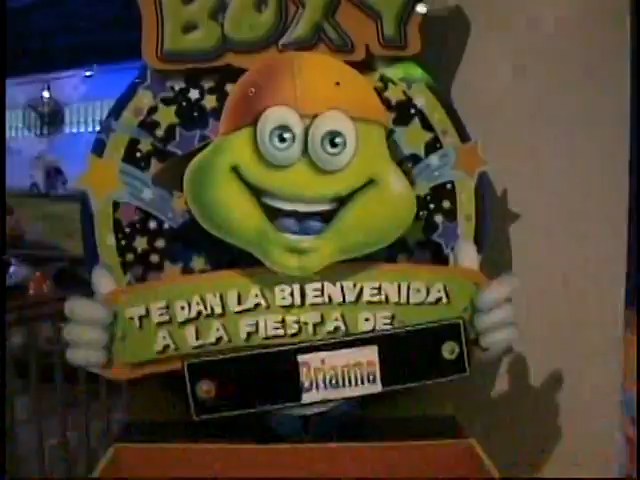 BOXY
TE DAN LA BIENVENIDA
A LA FIESTA DE
Brianna